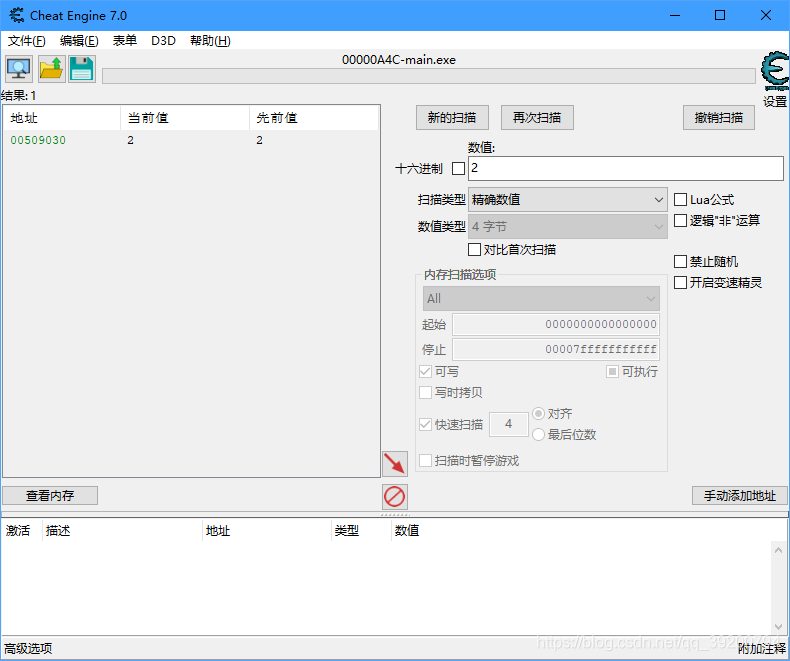 Cheat Engine 7.0
文件(F) 编辑(E) 表单 D3D 帮助(H)
00000A4C-main.exe
设置
结果: 1
地址 当前值 先前值
00509030 2 2
新的扫描 再次扫描 撤销扫描
数值:
十六进制 2
扫描类型 精确数值 Lua公式
数值类型 4 字节 逻辑"非"运算
对比首次扫描
禁止随机
开启变速精灵
内存扫描选项
All
起始 0000000000000000
停止 00007fffffffffff
可写 可执行
写时拷贝
快速扫描 4 对齐
最后位数
扫描时暂停游戏
查看内存 手动添加地址
激活 描述 地址 类型 数值
高级选项 附加注释